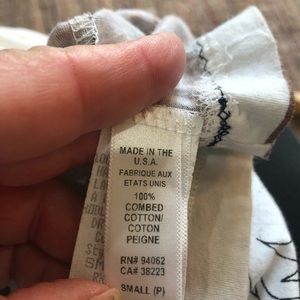 MADE IN THE
U.S.A.
FABRIQUE AUX
ETATS UNIS
100%
COMBED
COTTON/
COTON
PEIGNE
RN# 94062
CA# 38223
SMALL (P)